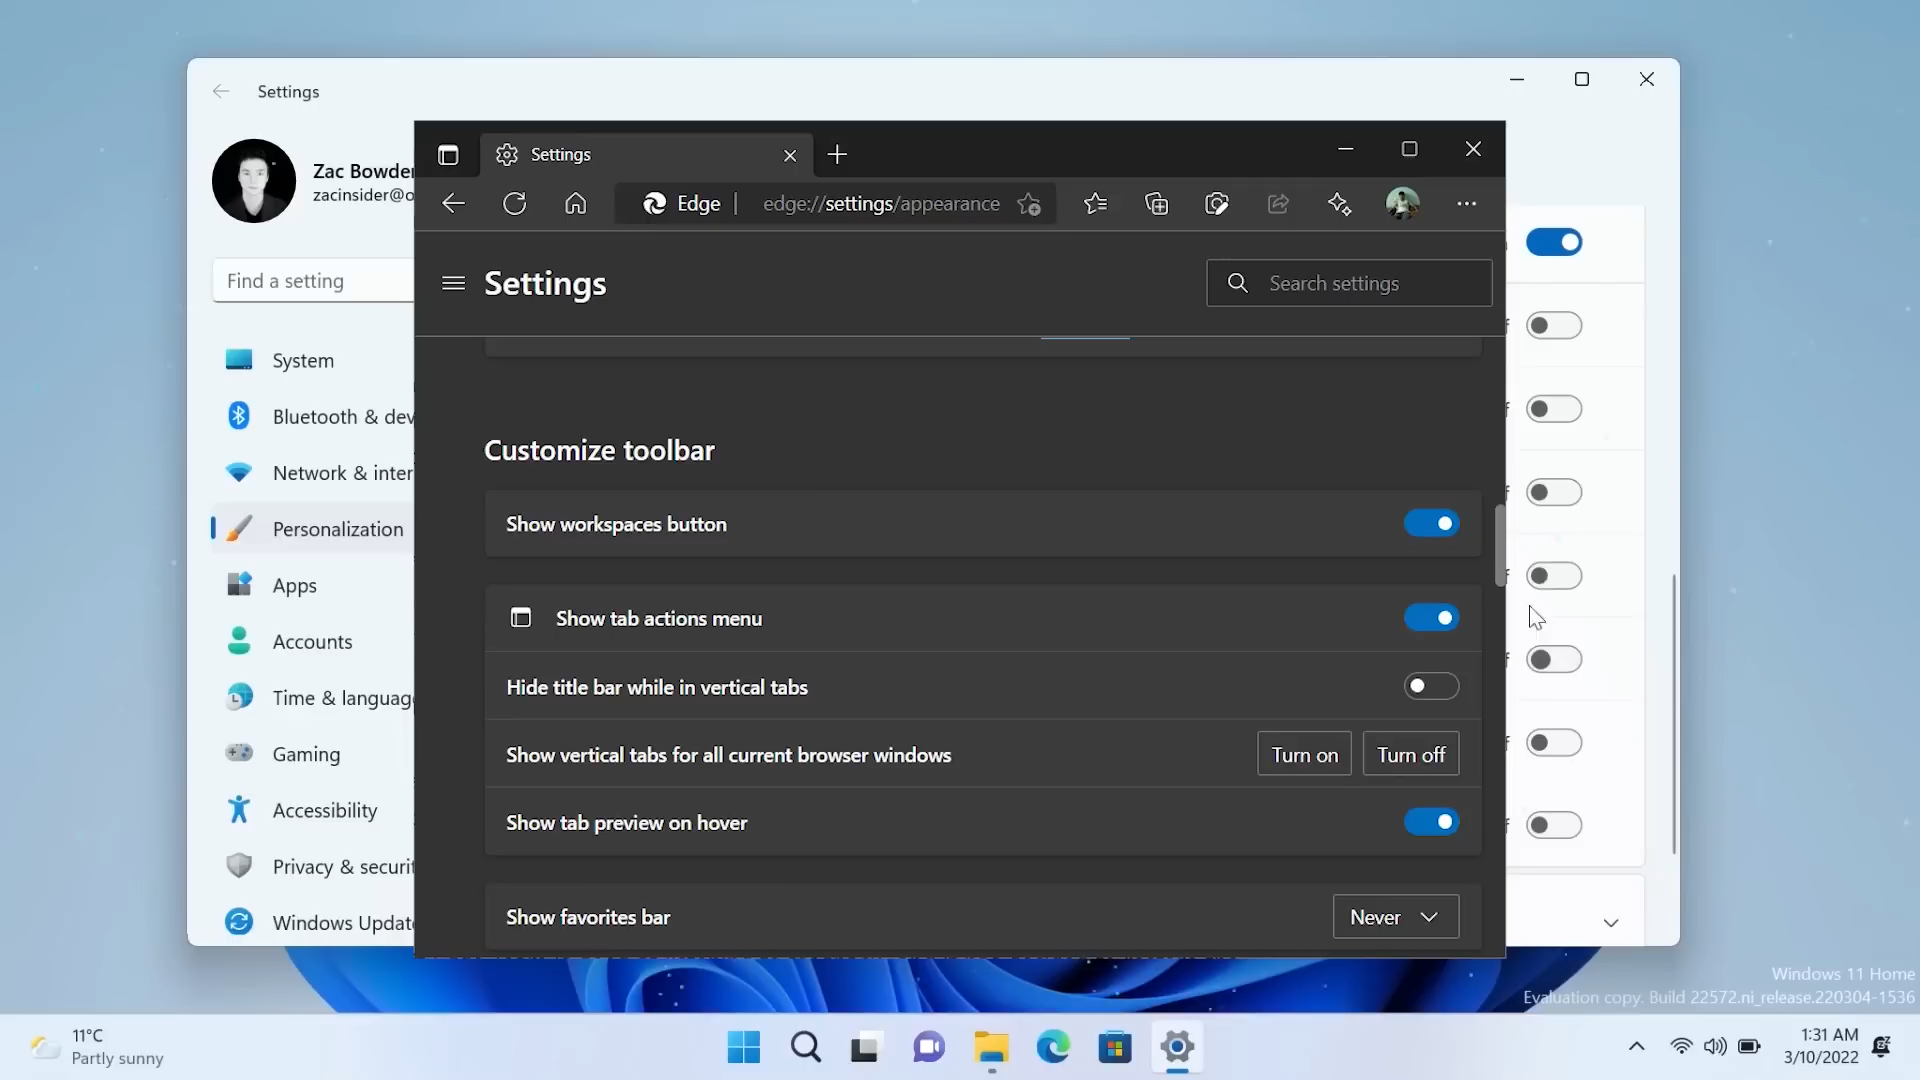 Settings
Zac Bowde
zacinsider@o
Find a setting
System
Bluetooth & dev
Network & inter
Personalization
Apps
Accounts
Time & languag
Gaming
Accessibility
Privacy & securit
Windows Updat
Settings
Edge | edge://settings/appearance
Settings
Search settings
Customize toolbar
Show workspaces button
Show tab actions menu
Hide title bar while in vertical tabs
Show vertical tabs for all current browser windows
Turn on
Turn off
Show tab preview on hover
Show favorites bar
Never
Windows 11 Home
Evaluation copy. Build 22572.ni_release.220304-1536
11°C
Partly sunny
1:31 AM
3/10/2022